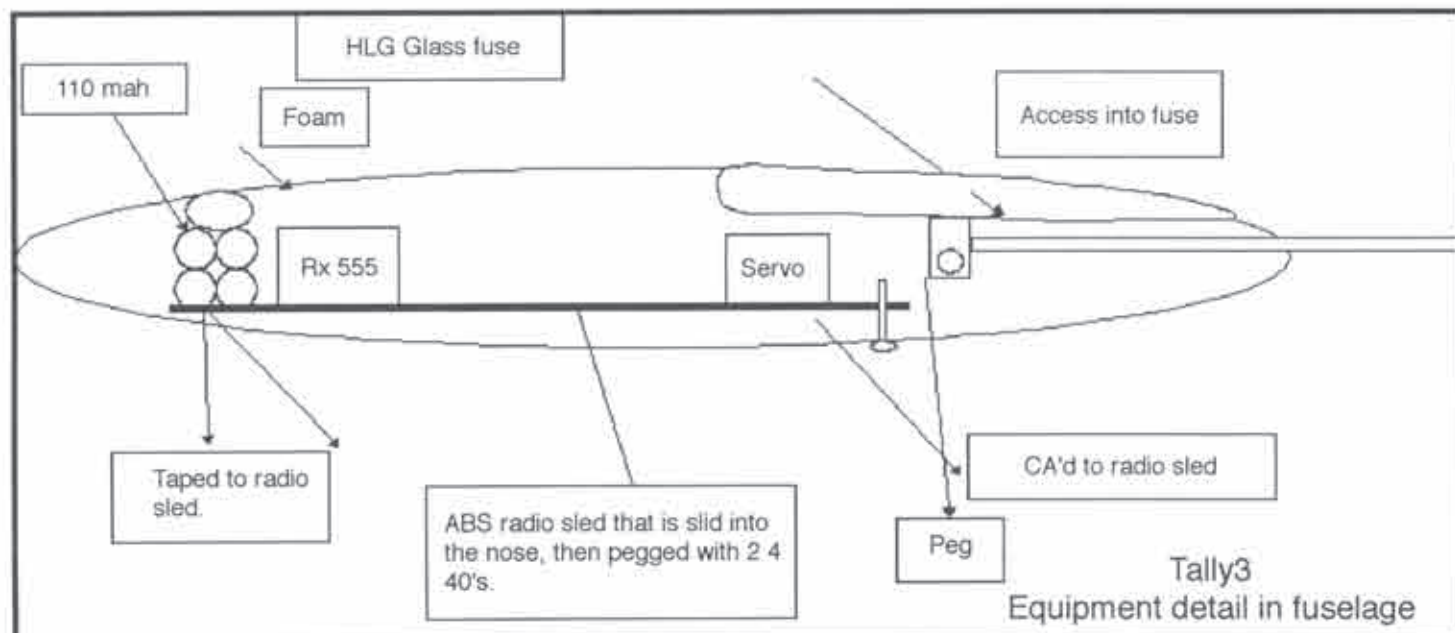 HLG Glass fuse
110 mah
Foam
Access into fuse
Rx 555
Servo
Taped to radio
sled.
ABS radio sled that is slid into
the nose, then pegged with 2 4
40's.
CA'd to radio sled
Peg
Tally3
Equipment detail in fuselage